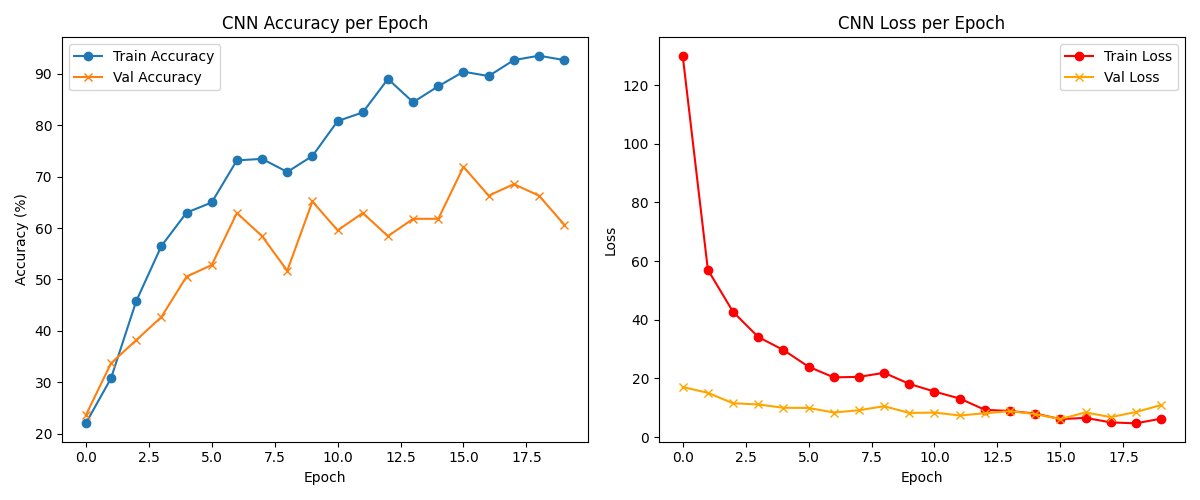 CNN Accuracy per Epoch
Train Accuracy
Val Accuracy
Accuracy (%)
90
80
70
60
50
40
30
20
0.0 2.5 5.0 7.5 10.0 12.5 15.0 17.5
Epoch
CNN Loss per Epoch
Train Loss
Val Loss
Loss
120
100
80
60
40
20
0
0.0 2.5 5.0 7.5 10.0 12.5 15.0 17.5
Epoch